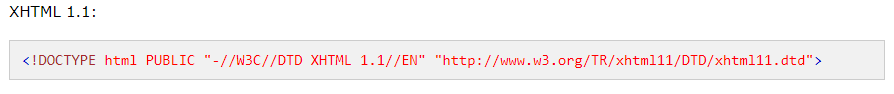 XHTML 1.1:
<!DOCTYPE html PUBLIC "-//W3C//DTD XHTML 1.1//EN" "http://www.w3.org/TR/xhtml11/DTD/xhtml11.dtd">